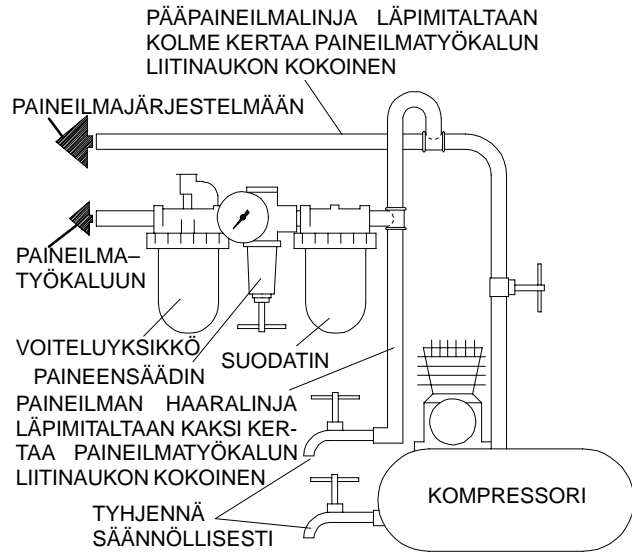 PÄÄPAINEILMALINJA LÄPIMITALTAAN
KOLME KERTAA PAINEILMATYÖKALUN
LIITINAUKON KOKOINEN
PAINEILMAJÄRJESTELMÄÄN
PAINEILMA–
TYÖKALUUN
VOITELUYKSIKKÖ
SUODATIN
PAINEENSÄÄDIN
PAINEILMAN HAARALINJA
LÄPIMITALTAAN KAKSI KER-
TAA PAINEILMATYÖKALUN
LIITINAUKON KOKOINEN
KOMPRESSORI
TYHJENNÄ
SÄÄNNÖLLISESTI